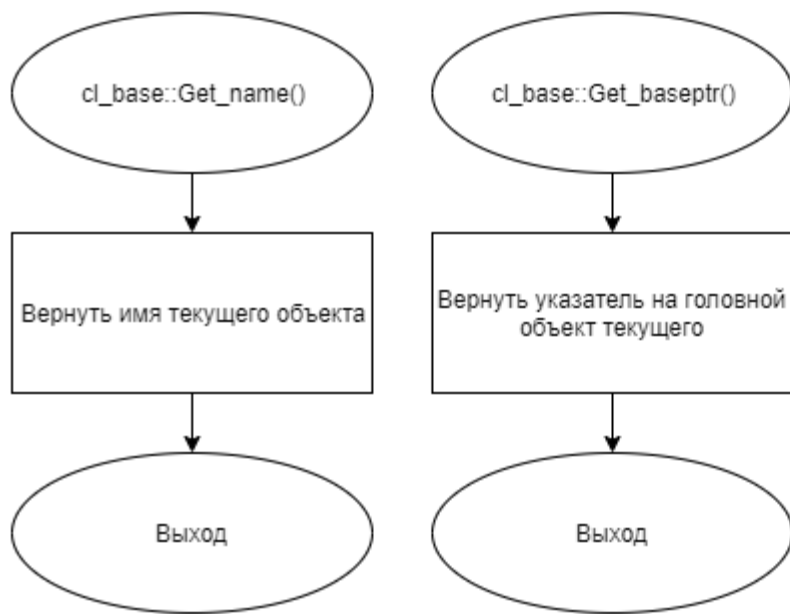 cl_base::Get_name()
cl_base::Get_baseptr()
Вернуть имя текущего объекта
Вернуть указатель на головной
объект текущего
Выход
Выход